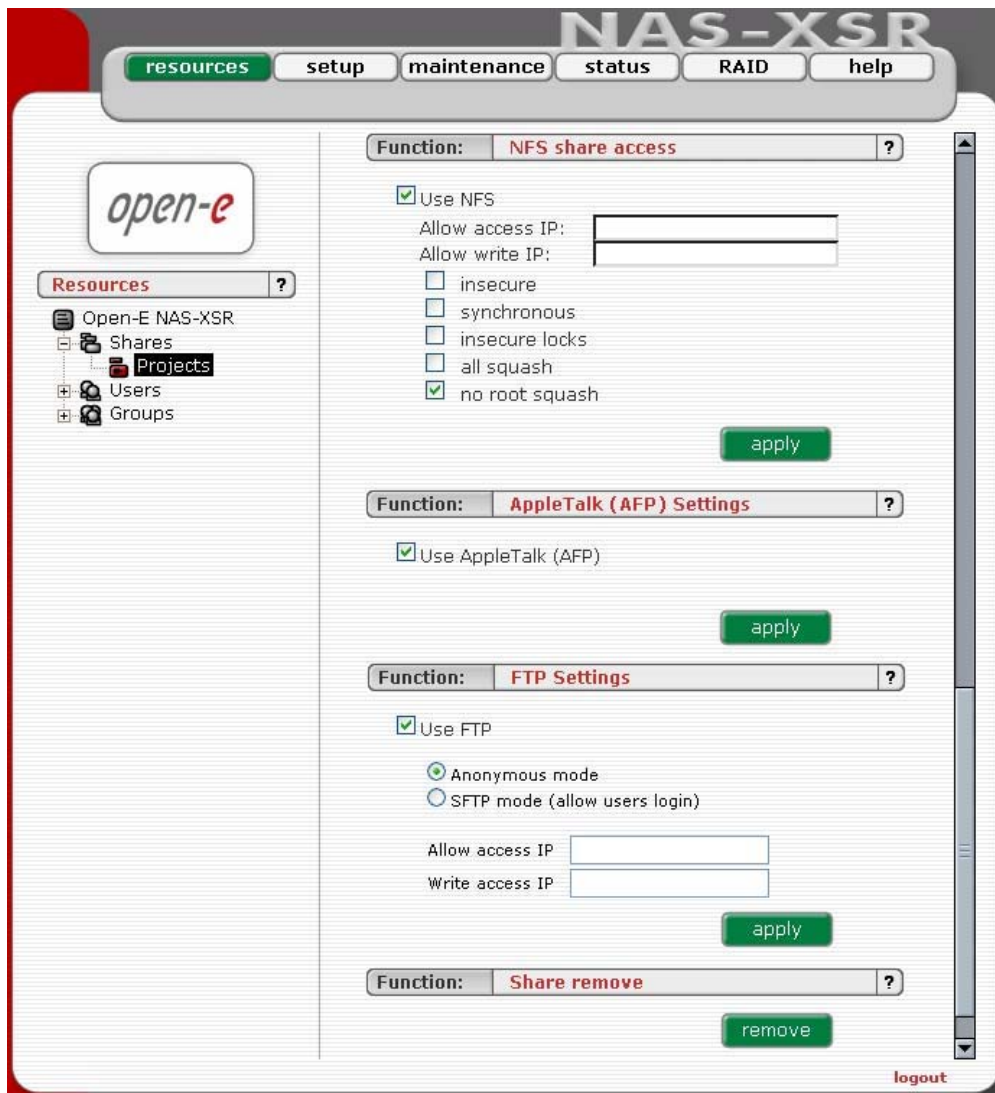 NAS-XSR
resources setup maintenance status RAID help
open-e
Resources ?
Open-E NAS-XSR
Shares
Projects
Users
Groups
Function: NFS share access ?
Use NFS
Allow access IP:
Allow write IP:
insecure
synchronous
insecure locks
all squash
no root squash
apply
Function: AppleTalk (AFP) Settings ?
Use AppleTalk (AFP)
apply
Function: FTP Settings ?
Use FTP
Anonymous mode
SFTP mode (allow users login)
Allow access IP
Write access IP
apply
Function: Share remove ?
remove
logout